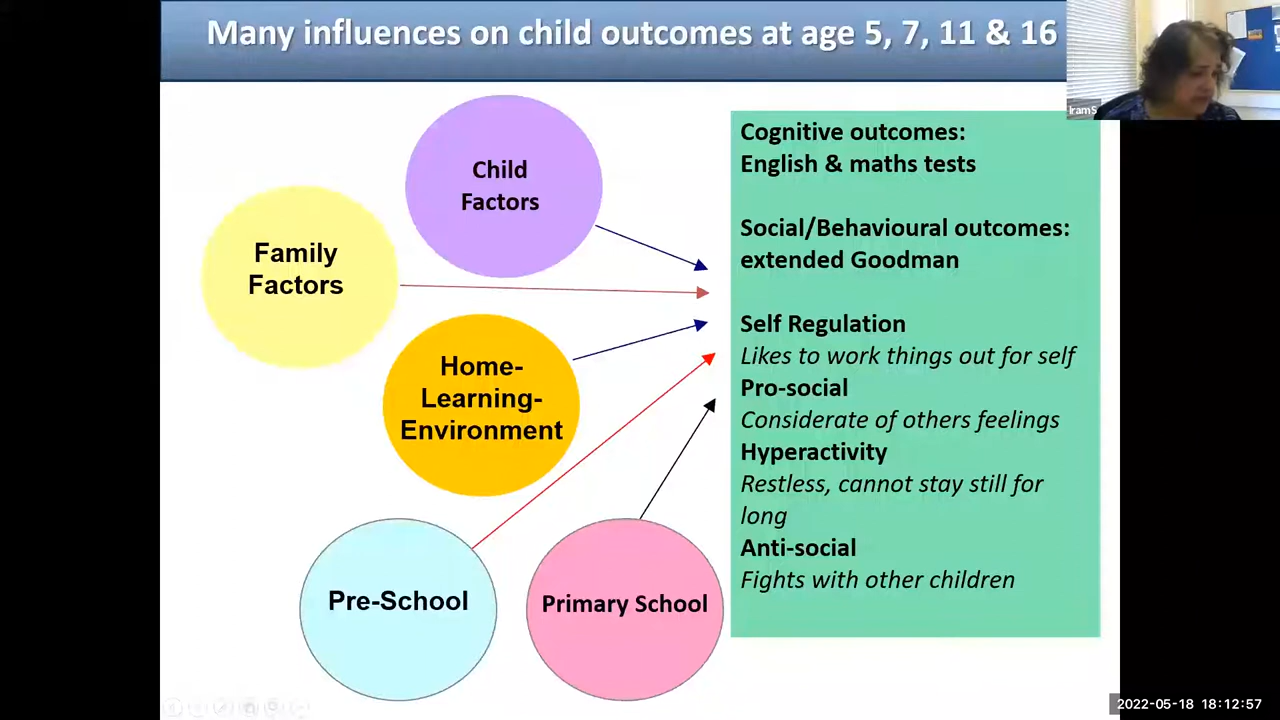 Many influences on child outcomes at age 5, 7, 11 & 16
Iram S
Child
Factors
Family
Factors
Home-
Learning-
Environment
Pre-School
Primary School
Cognitive outcomes:
English & maths tests
Social/Behavioural outcomes:
extended Goodman
Self Regulation
Likes to work things out for self
Pro-social
Considerate of others feelings
Hyperactivity
Restless, cannot stay still for
long
Anti-social
Fights with other children
2022-05-18 18:12:57